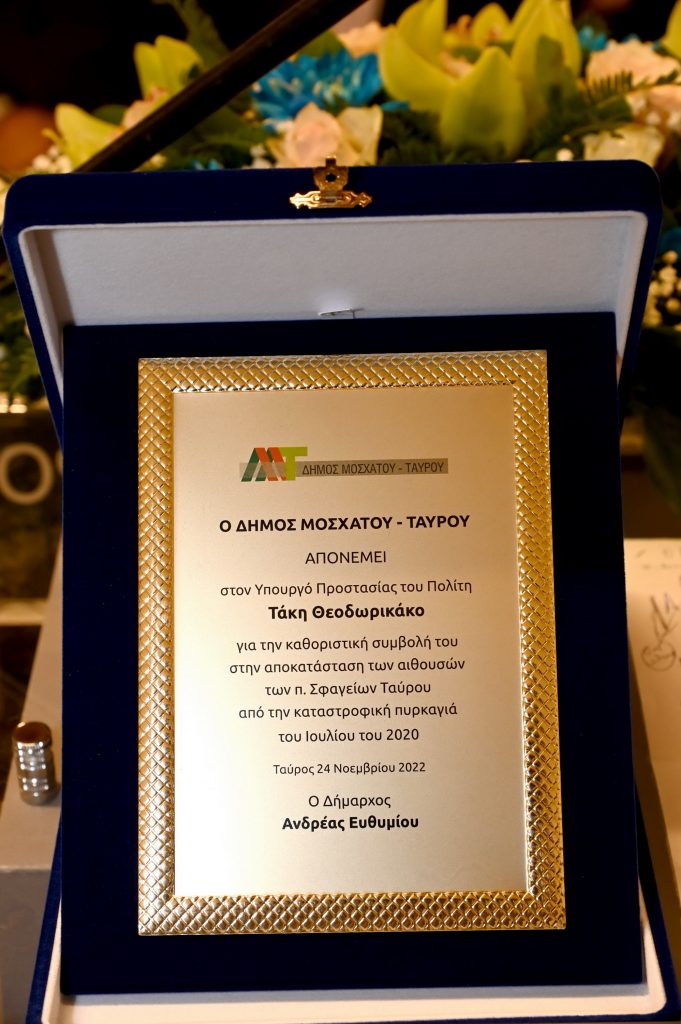 ΜΤ ΔΗΜΟΣ ΜΟΣΧΑΤΟΥ - ΤΑΥΡΟΥ
Ο ΔΗΜΟΣ ΜΟΣΧΑΤΟΥ - ΤΑΥΡΟΥ
ΑΠΟΝΕΜΕΙ
στον Υπουργό Προστασίας του Πολίτη
Τάκη Θεοδωρικάκο
για την καθοριστική συμβολή του
στην αποκατάσταση των αιθουσών
των π. Σφαγείων Ταύρου
από την καταστροφική πυρκαγιά
του Ιουλίου του 2020
Ταύρος 24 Νοεμβρίου 2022
Ο Δήμαρχος
Ανδρέας Ευθυμίου